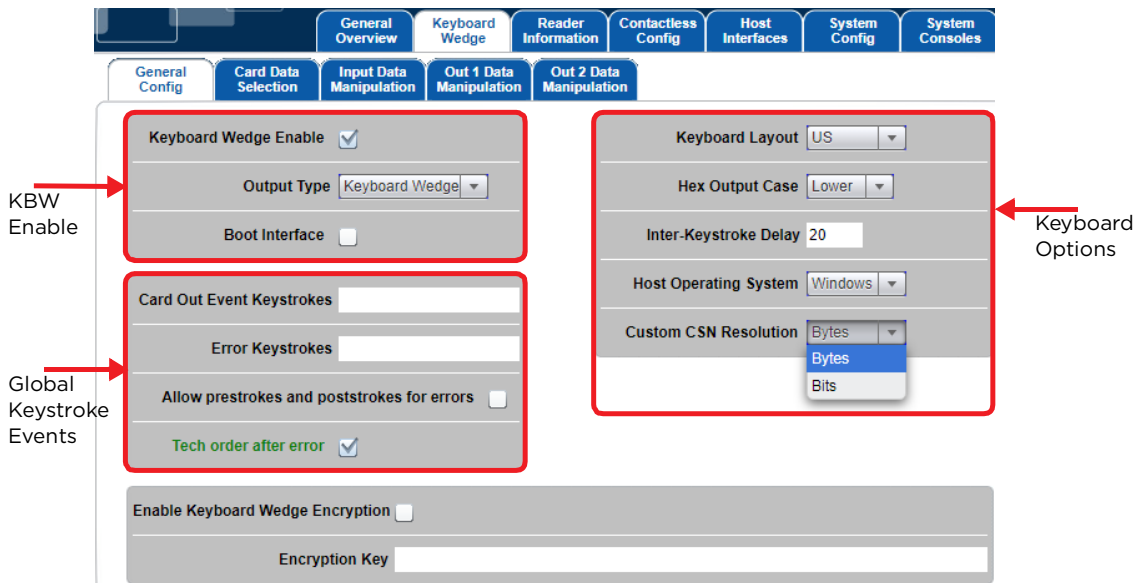 General Overview
Keyboard Wedge
Reader Information
Contactless Config
Host Interfaces
System Config
System Consoles
General Config
Card Data Selection
Input Data Manipulation
Out 1 Data Manipulation
Out 2 Data Manipulation
KBW
Enable
Keyboard Wedge Enable
Output Type Keyboard Wedge
Boot Interface
Global
Keystroke
Events
Card Out Event Keystrokes
Error Keystrokes
Allow prestrokes and poststrokes for errors
Tech order after error
Keyboard Layout US
Hex Output Case Lower
Inter-Keystroke Delay 20
Host Operating System Windows
Custom CSN Resolution Bytes
Bytes
Bits
Keyboard
Options
Enable Keyboard Wedge Encryption
Encryption Key